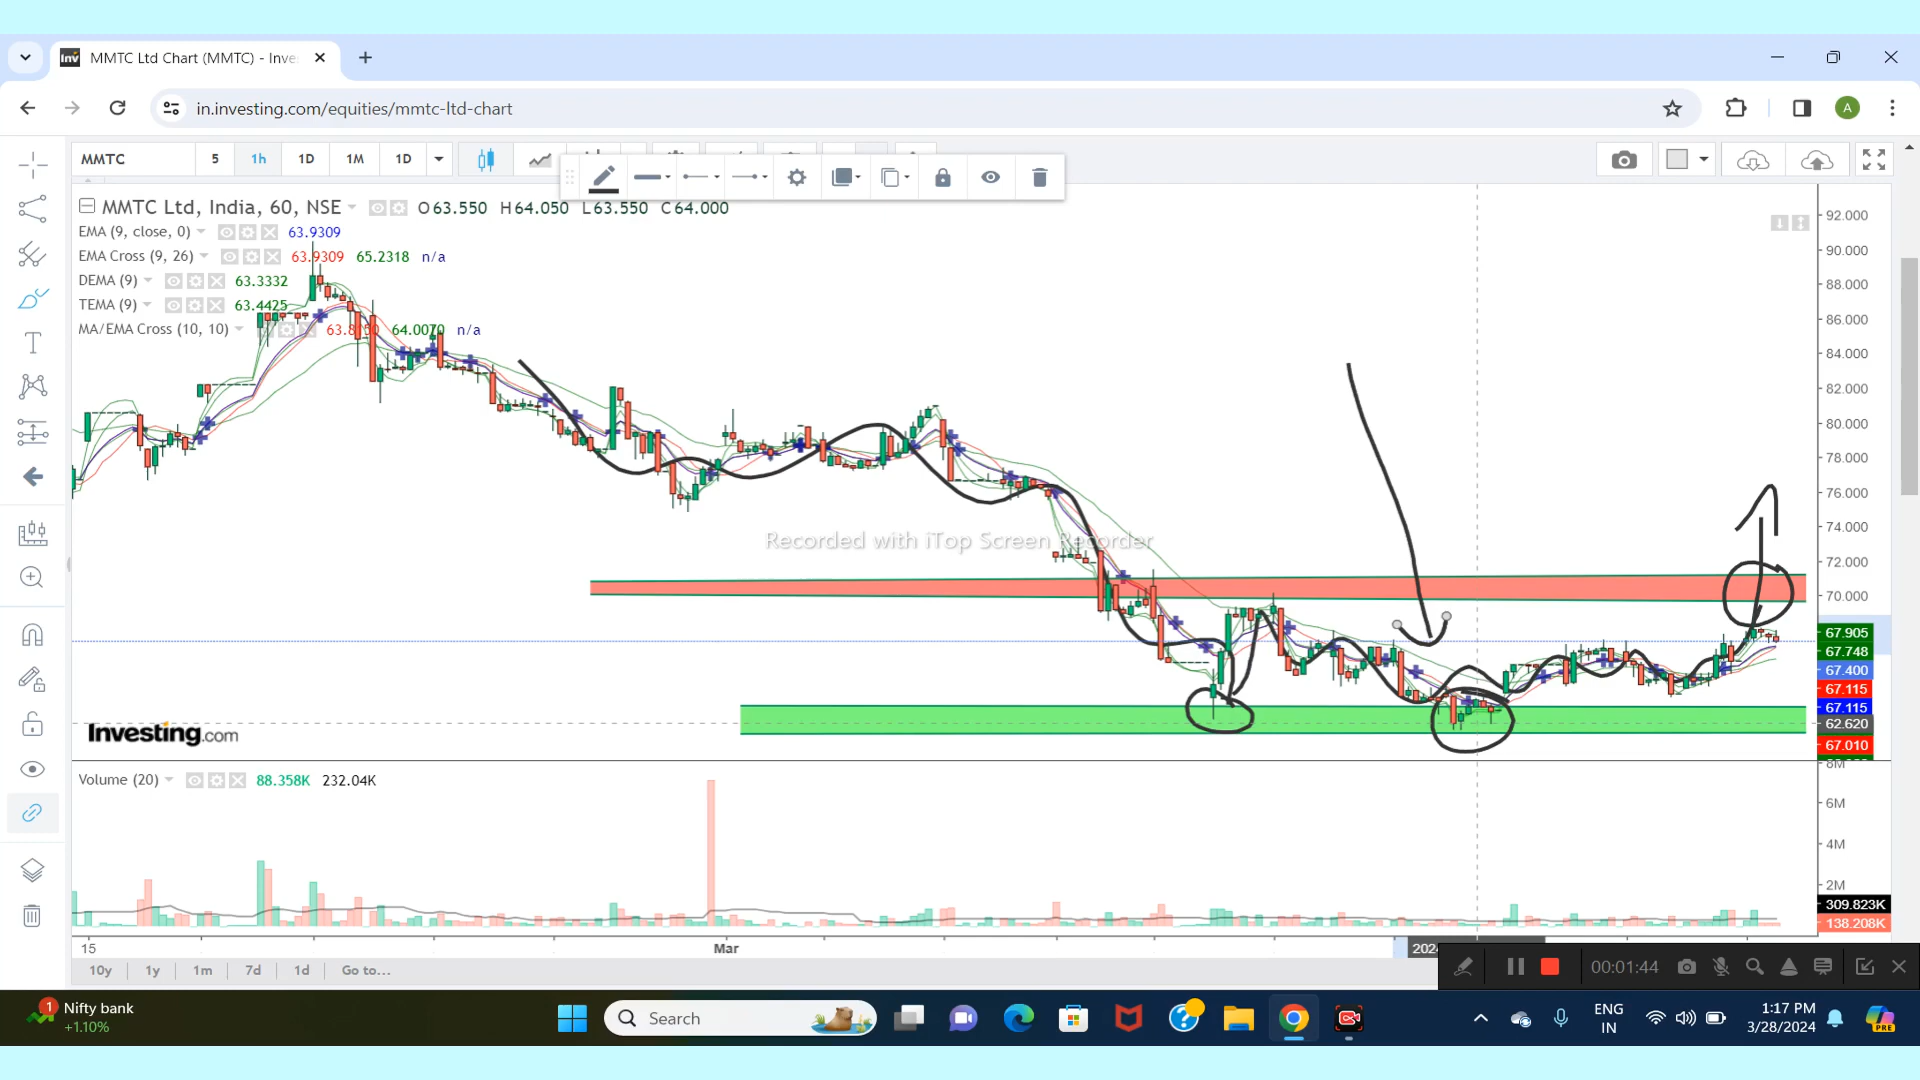 MMTC Ltd Chart (MMTC) - Inve
in.investing.com/equities/mmtc-ltd-chart
A
MMTC 5 1h 1D 1M 1D
MMTC Ltd, India, 60, NSE O 63.550 H 64.050 L 63.550 C 64.000
EMA (9, close, 0) 63.9309
EMA Cross (9, 26) 63.9309 65.2318 n/a
DEMA (9) 63.3332
TEMA (9) 63.4425
MA/EMA Cross (10, 10) 64.0070 n/a
92.000
90.000
88.000
86.000
84.000
82.000
80.000
78.000
76.000
74.000
72.000
70.000
67.905
67.748
67.400
67.115
67.115
62.620
67.010
Recorded with iTop Screen Recorder
Investing.com
Volume (20) 88.358K 232.04K
8M
6M
4M
2M
309.823K
138.208K
15 Mar
10y 1y 1m 7d 1d Go to...
00:01:44
1 Nifty bank
+1.10%
Search
ENG
IN
1:17 PM
3/28/2024
PRE